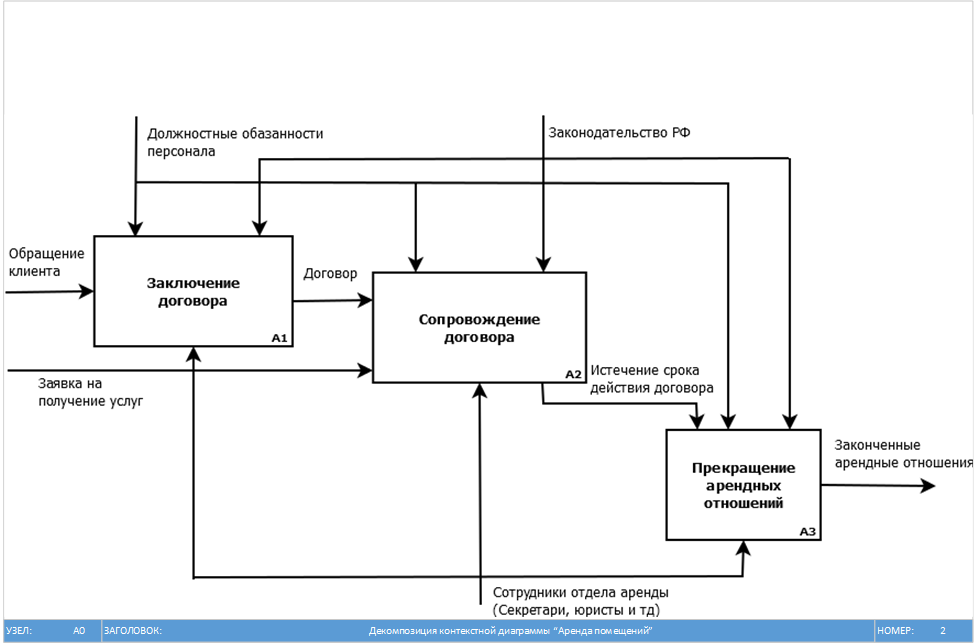 Должностные обазанности
персонала
Законодательство РФ
Обращение
клиента
Заключение
договора
A1
Договор
Сопровождение
договора
A2
Заявка на
получение услуг
Истечение срока
действия договора
Прекращение
арендных
отношений
A3
Законченные
арендные отношения
Сотрудники отдела аренды
(Секретари, юристы и тд)
УЗЕЛ: A0 ЗАГОЛОВОК: Декомпозиция контекстной диаграммы "Аренда помещений" НОМЕР: 2